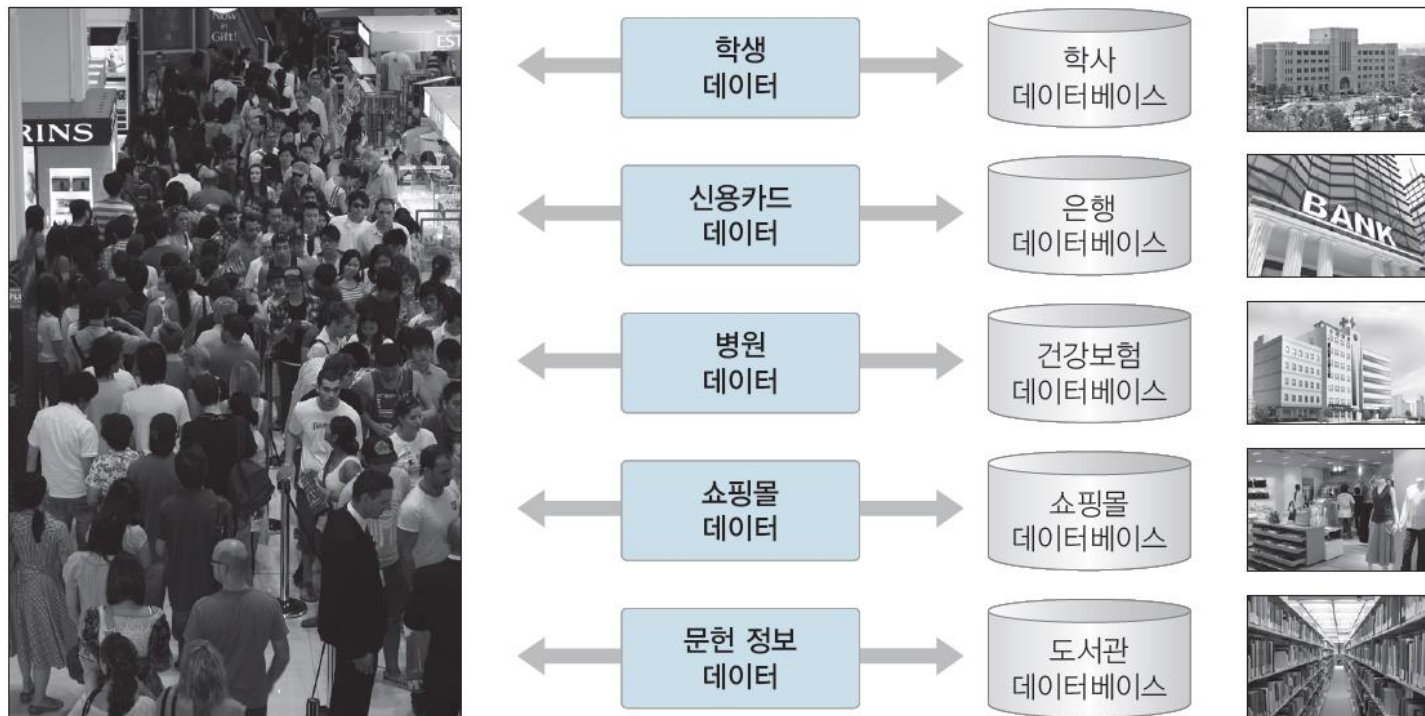 Now
in
Gift!
EST
RINS
학생
데이터
학사
데이터베이스
신용카드
데이터
은행
데이터베이스
BANK
병원
데이터
건강보험
데이터베이스
쇼핑몰
데이터
쇼핑몰
데이터베이스
문헌 정보
데이터
도서관
데이터베이스